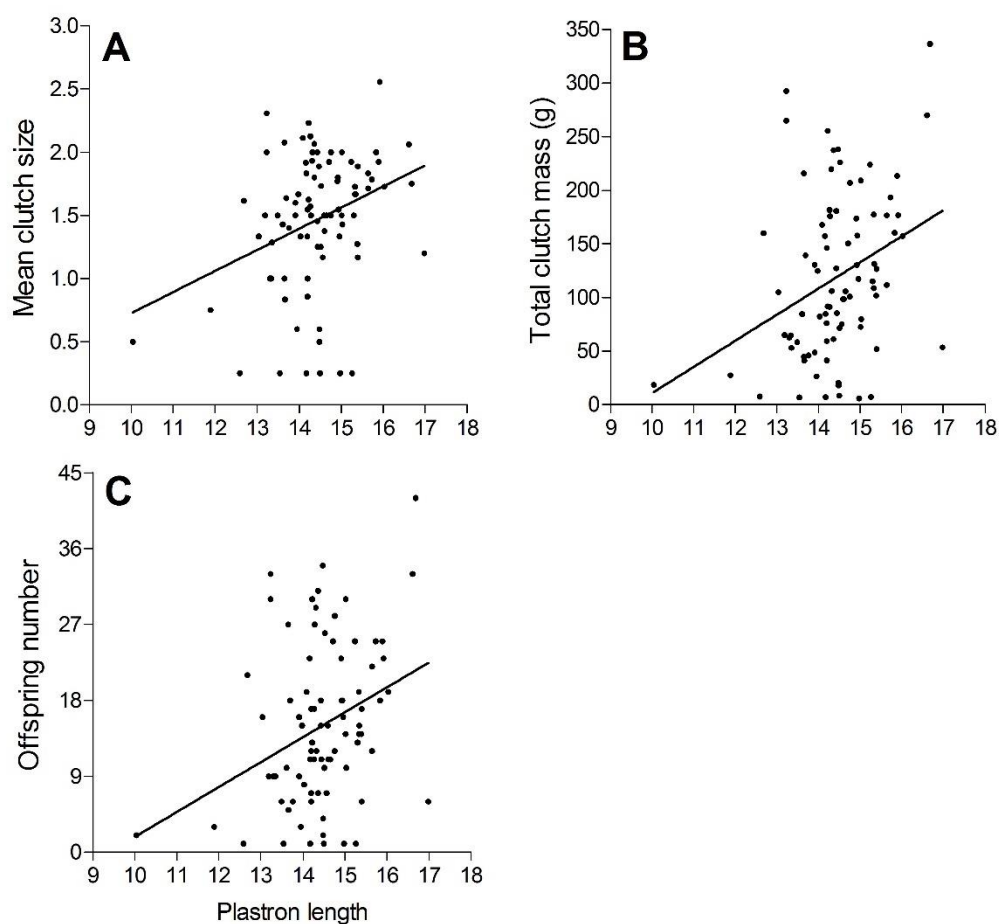 A
Mean clutch size
3.0
2.5
2.0
1.5
1.0
0.5
0.0
9 10 11 12 13 14 15 16 17 18
B
Total clutch mass (g)
350
300
250
200
150
100
50
0
9 10 11 12 13 14 15 16 17 18
C
Offspring number
45
36
27
18
9
0
9 10 11 12 13 14 15 16 17 18
Plastron length